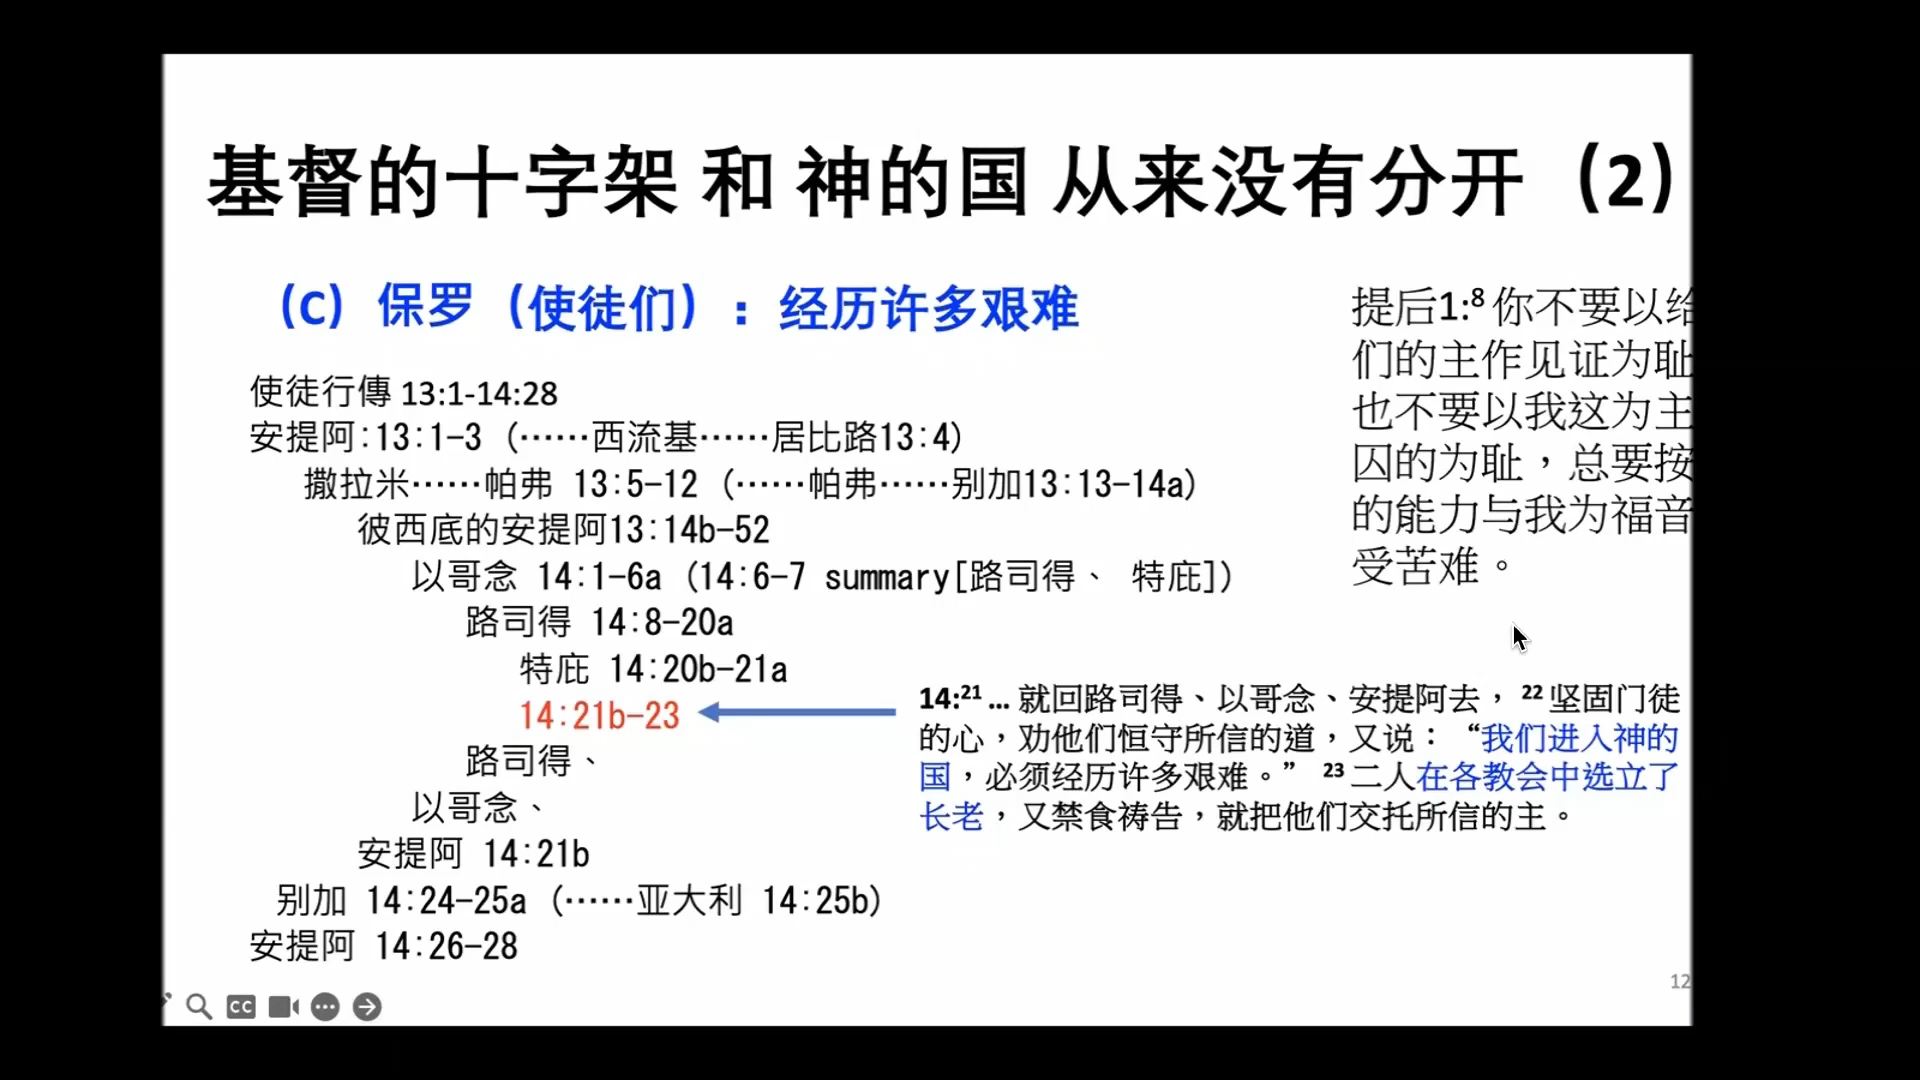 基督的十字架 和 神的国 从来没有分开（2）
（C）保罗（使徒们）：经历许多艰难
使徒行傳 13:1-14:28
安提阿:13:1-3（……西流基……居比路13:4）
撒拉米……帕弗 13:5-12（……帕弗……别加13:13-14a）
彼西底的安提阿13:14b-52
以哥念 14:1-6a（14:6-7 summary[路司得、 特庇]）
路司得 14:8-20a
特庇 14:20b-21a
14:21b-23
路司得、
以哥念、
安提阿 14:21b
别加 14:24-25a（……亚大利 14:25b）
安提阿 14:26-28
提后1:8 你不要以给
们的主作见证为耻
也不要以我这为主
囚的为耻，总要按
的能力与我为福音
受苦难。
14:21 ... 就回路司得、以哥念、安提阿去， 22 坚固门徒
的心，劝他们恒守所信的道，又说：“我们进入神的
国，必须经历许多艰难。” 23 二人在各教会中选立了
长老，又禁食祷告，就把他们交托所信的主。
12
CC